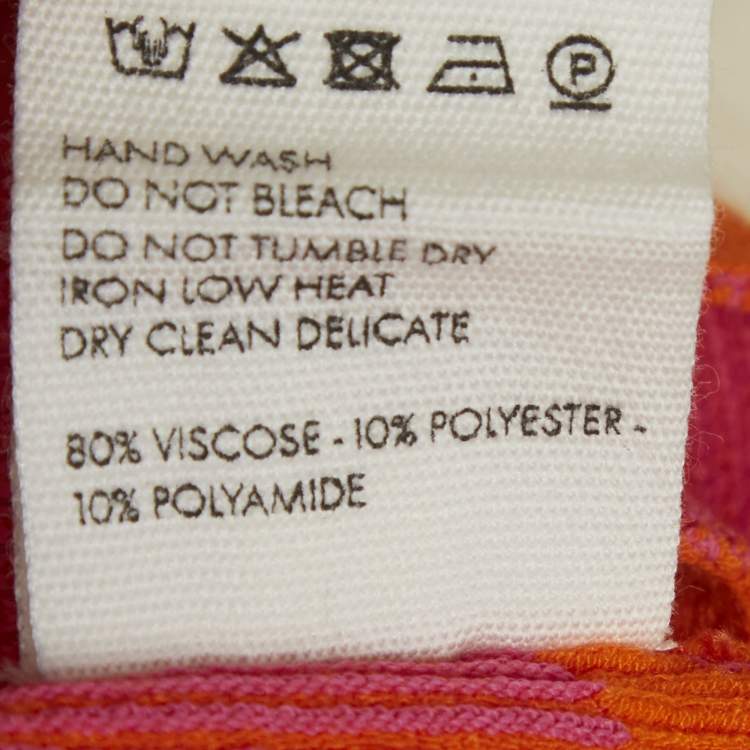 P
HAND WASH
DO NOT BLEACH
DO NOT TUMBLE DRY
IRON LOW HEAT
DRY CLEAN DELICATE
80% VISCOSE - 10% POLYESTER -
10% POLYAMIDE